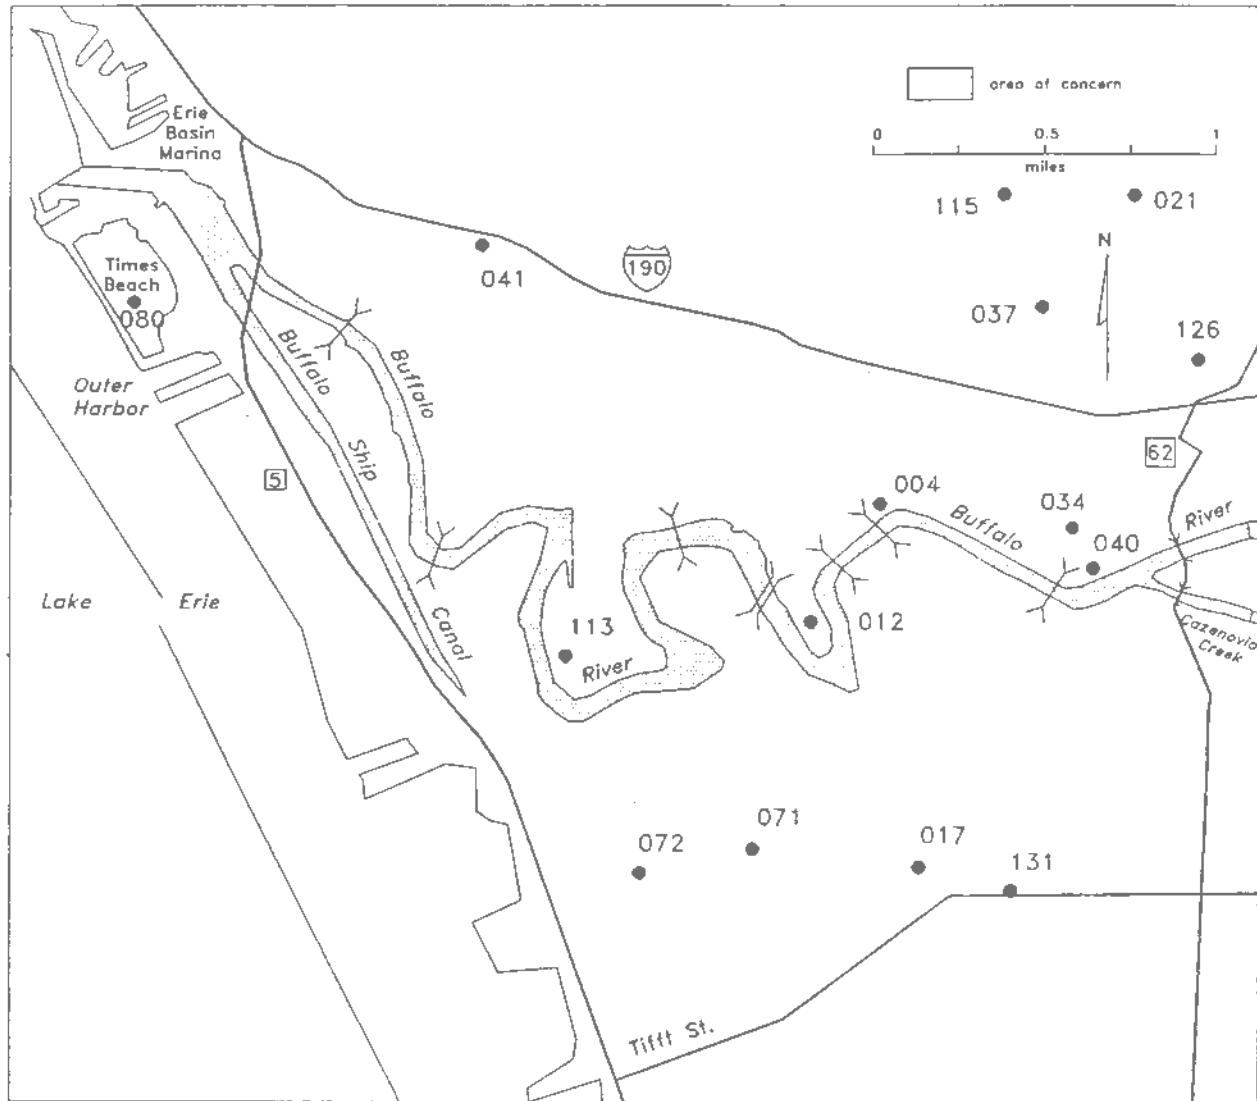 area of concern
0 0.5 1
miles
Erie
Basin
Marina
115
021
N
041
190
037
126
Times
Beach
080
Outer
Harbor
Buffalo
Ship
Canal
Buffalo
River
5
62
004
034
Buffalo
River
040
Lake Erie
113
012
Cazenovia
Creek
072
071
017
131
Tifft St.